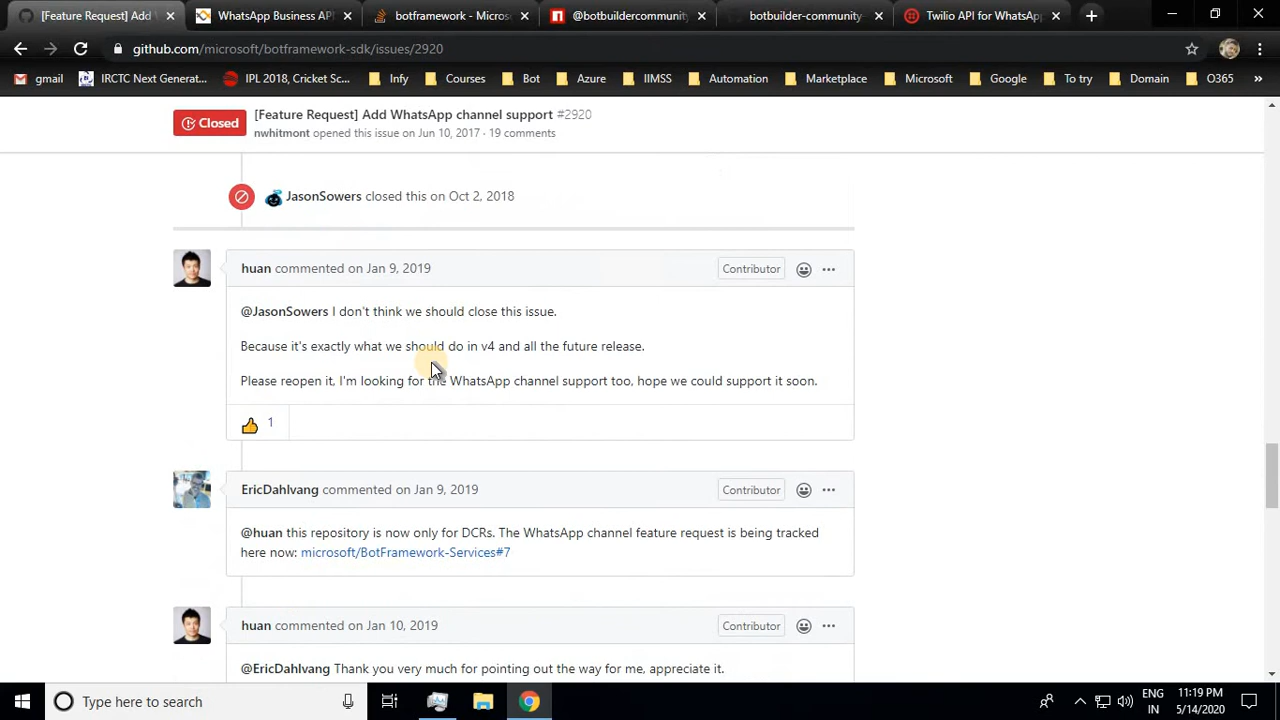 [Feature Request] Add W
WhatsApp Business API
botframework - Micros
@botbuildercommunity
botbuilder-community
Twilio API for WhatsAp
github.com/microsoft/botframework-sdk/issues/2920
gmail
IRCTC Next Generat...
IPL 2018, Cricket Sc...
Infy
Courses
Bot
Azure
IIMSS
Automation
Marketplace
Microsoft
Google
To try
Domain
O365
»
Closed
[Feature Request] Add WhatsApp channel support #2920
nwhitmont opened this issue on Jun 10, 2017 · 19 comments
JasonSowers closed this on Oct 2, 2018
huan commented on Jan 9, 2019
Contributor
@JasonSowers I don't think we should close this issue.
Because it's exactly what we should do in v4 and all the future release.
Please reopen it, I'm looking for the WhatsApp channel support too, hope we could support it soon.
1
EricDahlvang commented on Jan 9, 2019
Contributor
@huan this repository is now only for DCRs. The WhatsApp channel feature request is being tracked
here now: microsoft/BotFramework-Services#7
huan commented on Jan 10, 2019
Contributor
@EricDahlvang Thank you very much for pointing out the way for me, appreciate it.
Type here to search
ENG
IN
11:19 PM
5/14/2020